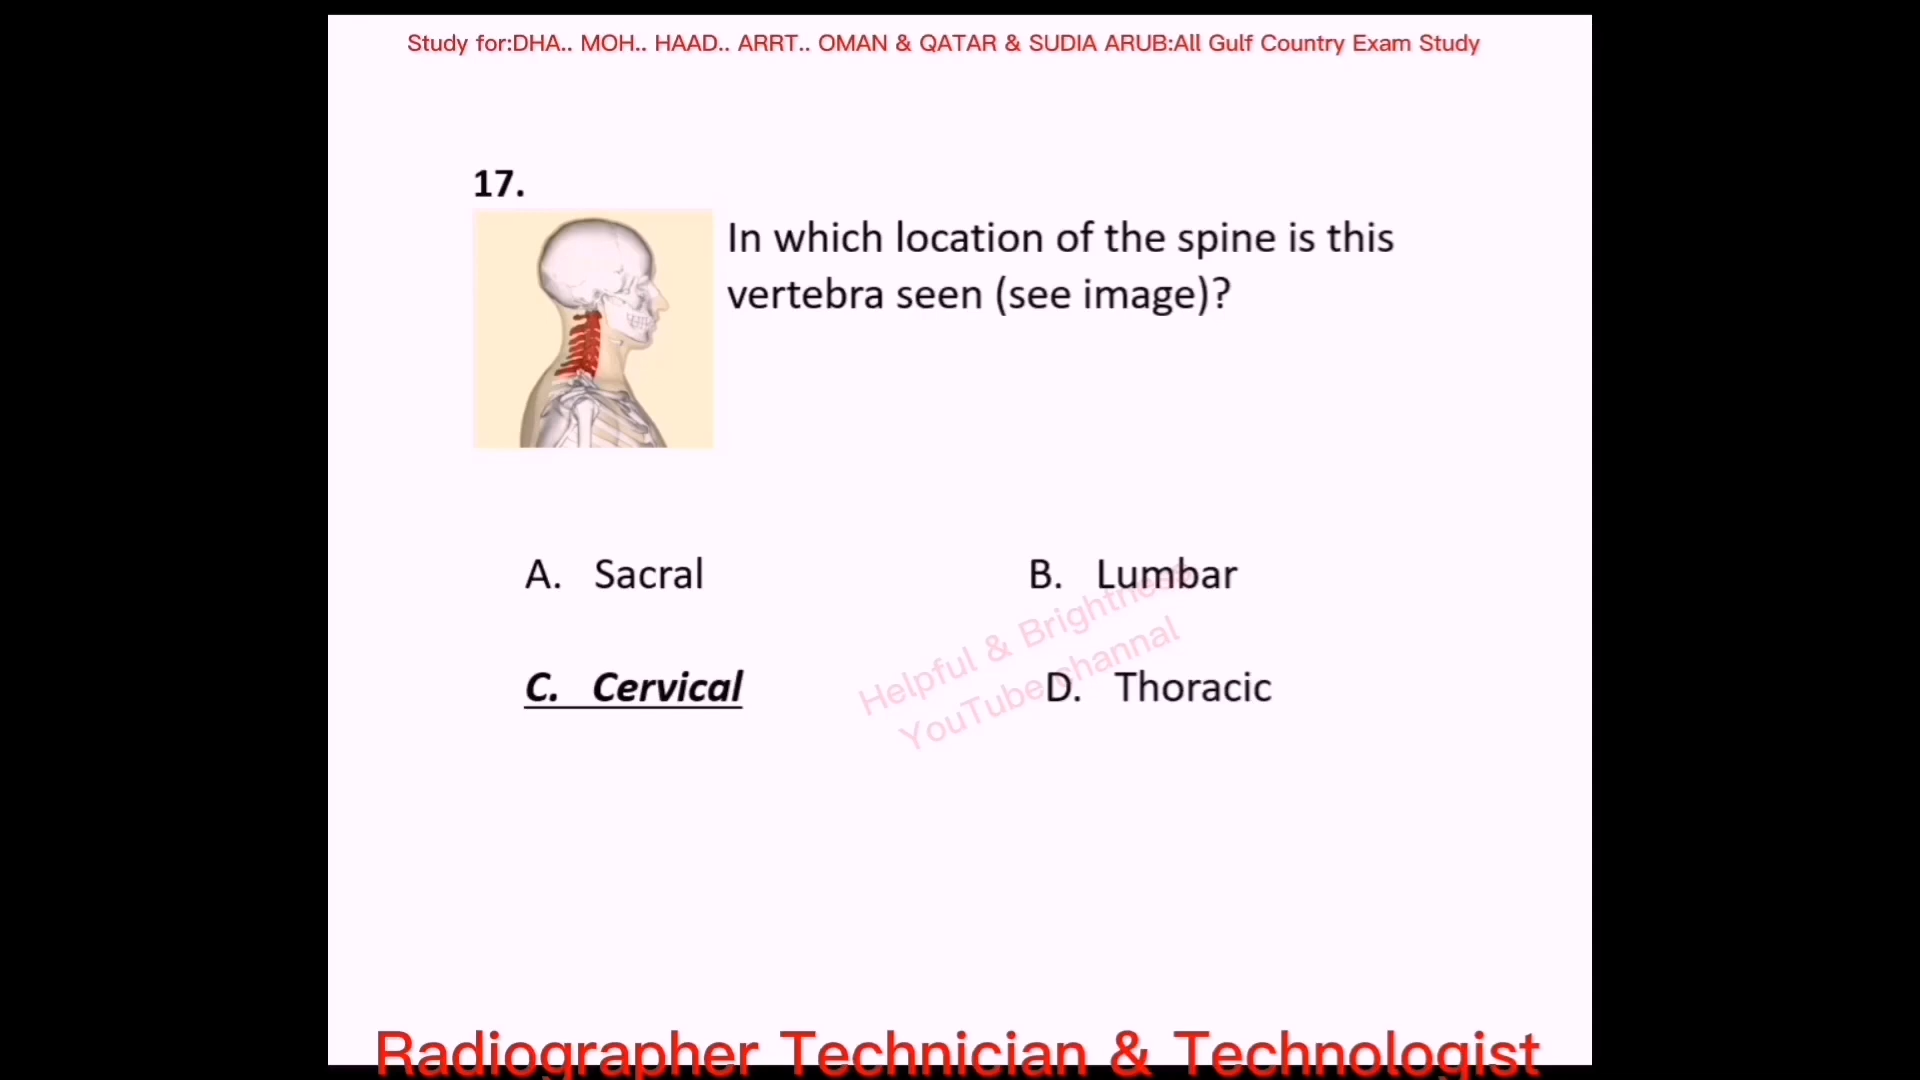 Study for:DHA.. MOH.. HAAD.. ARRT.. OMAN & QATAR & SUDIA ARUB:All Gulf Country Exam Study
17.
In which location of the spine is this
vertebra seen (see image)?
A. Sacral
B. Lumbar
C. Cervical
D. Thoracic
Helpful & Brightness
YouTube channal
Radiographer Technician & Technologist